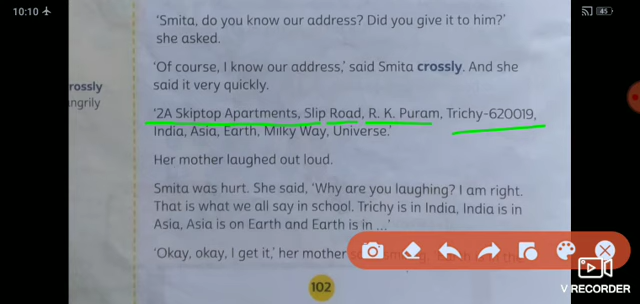 10:10
45
'Smita, do you know our address? Did you give it to him?'
she asked.
'Of course, I know our address,' said Smita crossly. And she
said it very quickly.
rossly
ngrily
'2A Skiptop Apartments, Slip Road, R. K. Puram, Trichy-620019,
India, Asia, Earth, Milky Way, Universe.'
Her mother laughed out loud.
Smita was hurt. She said, 'Why are you laughing? I am right.
That is what we all say in school. Trichy is in India, India is in
Asia, Asia is on Earth and Earth is in ...'
'Okay, okay, I get it,' her mother
102
V RECORDER